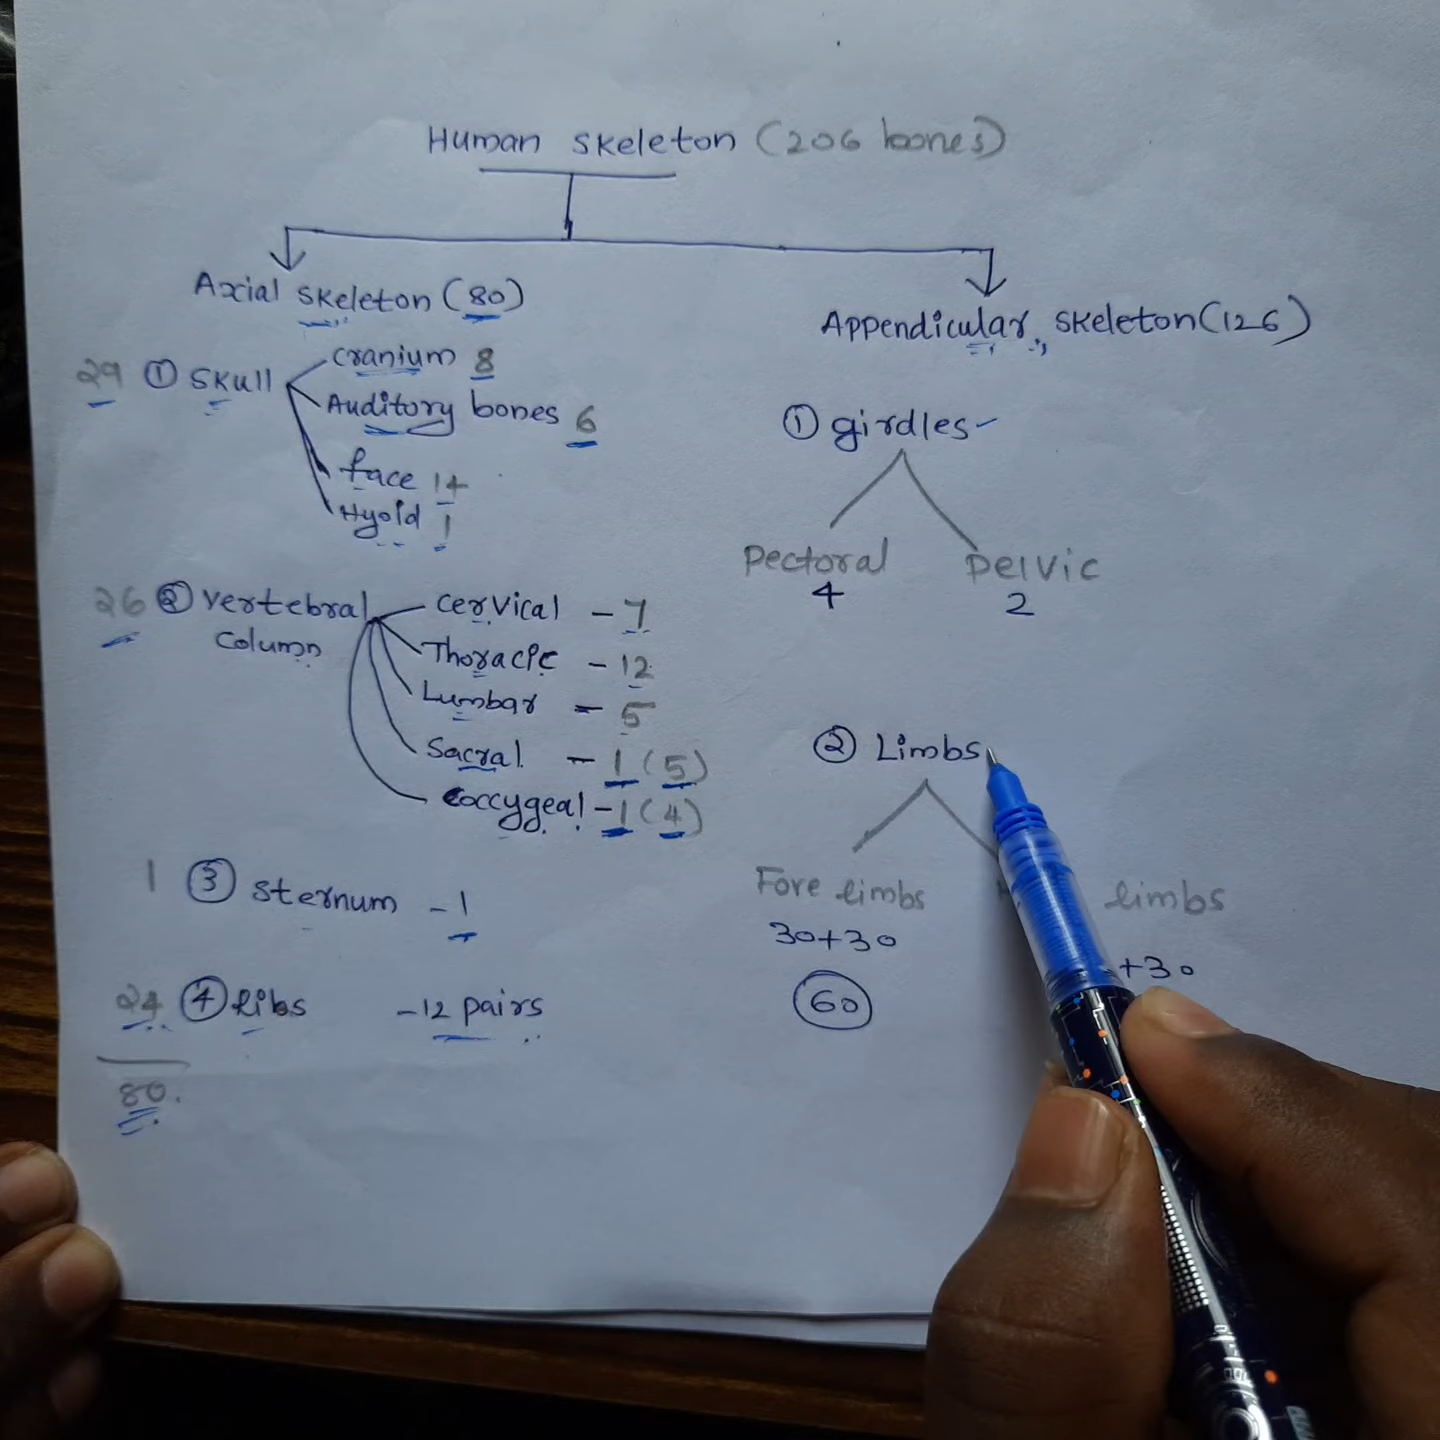 Human skeleton (206 bones)
Axial skeleton (80)
29 ① Skull
cranium 8
Auditory bones 6
face 14
Hyoid 1
26 ② Vertebral column
Cervical - 7
Thoracic - 12
Lumbar - 5
Sacral - 1 (5)
Coccygeal - 1 (4)
1 ③ Sternum - 1
24 ④ Ribs - 12 pairs
80.
Appendicular skeleton (126)
① girdles -
Pectoral Pelvic
4 2
② Limbs
Fore limbs limbs
30+30 +30
60